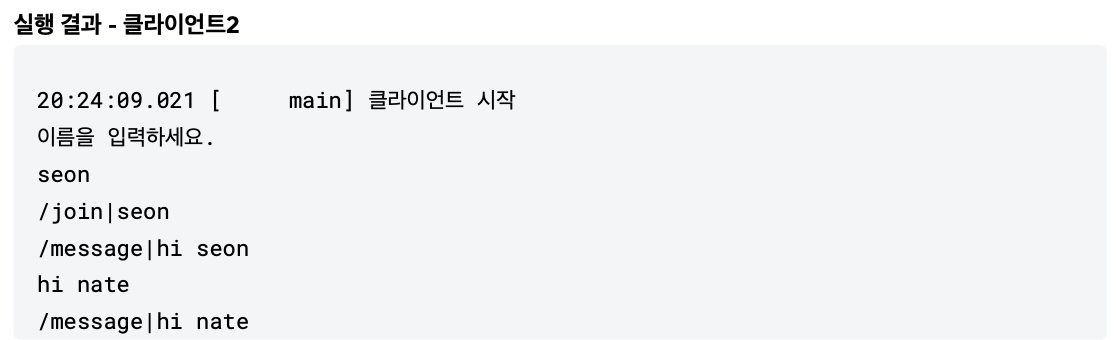 실행 결과 - 클라이언트2
20:24:09.021 [     main] 클라이언트 시작
이름을 입력하세요.
seon
/join|seon
/message|hi seon
hi nate
/message|hi nate